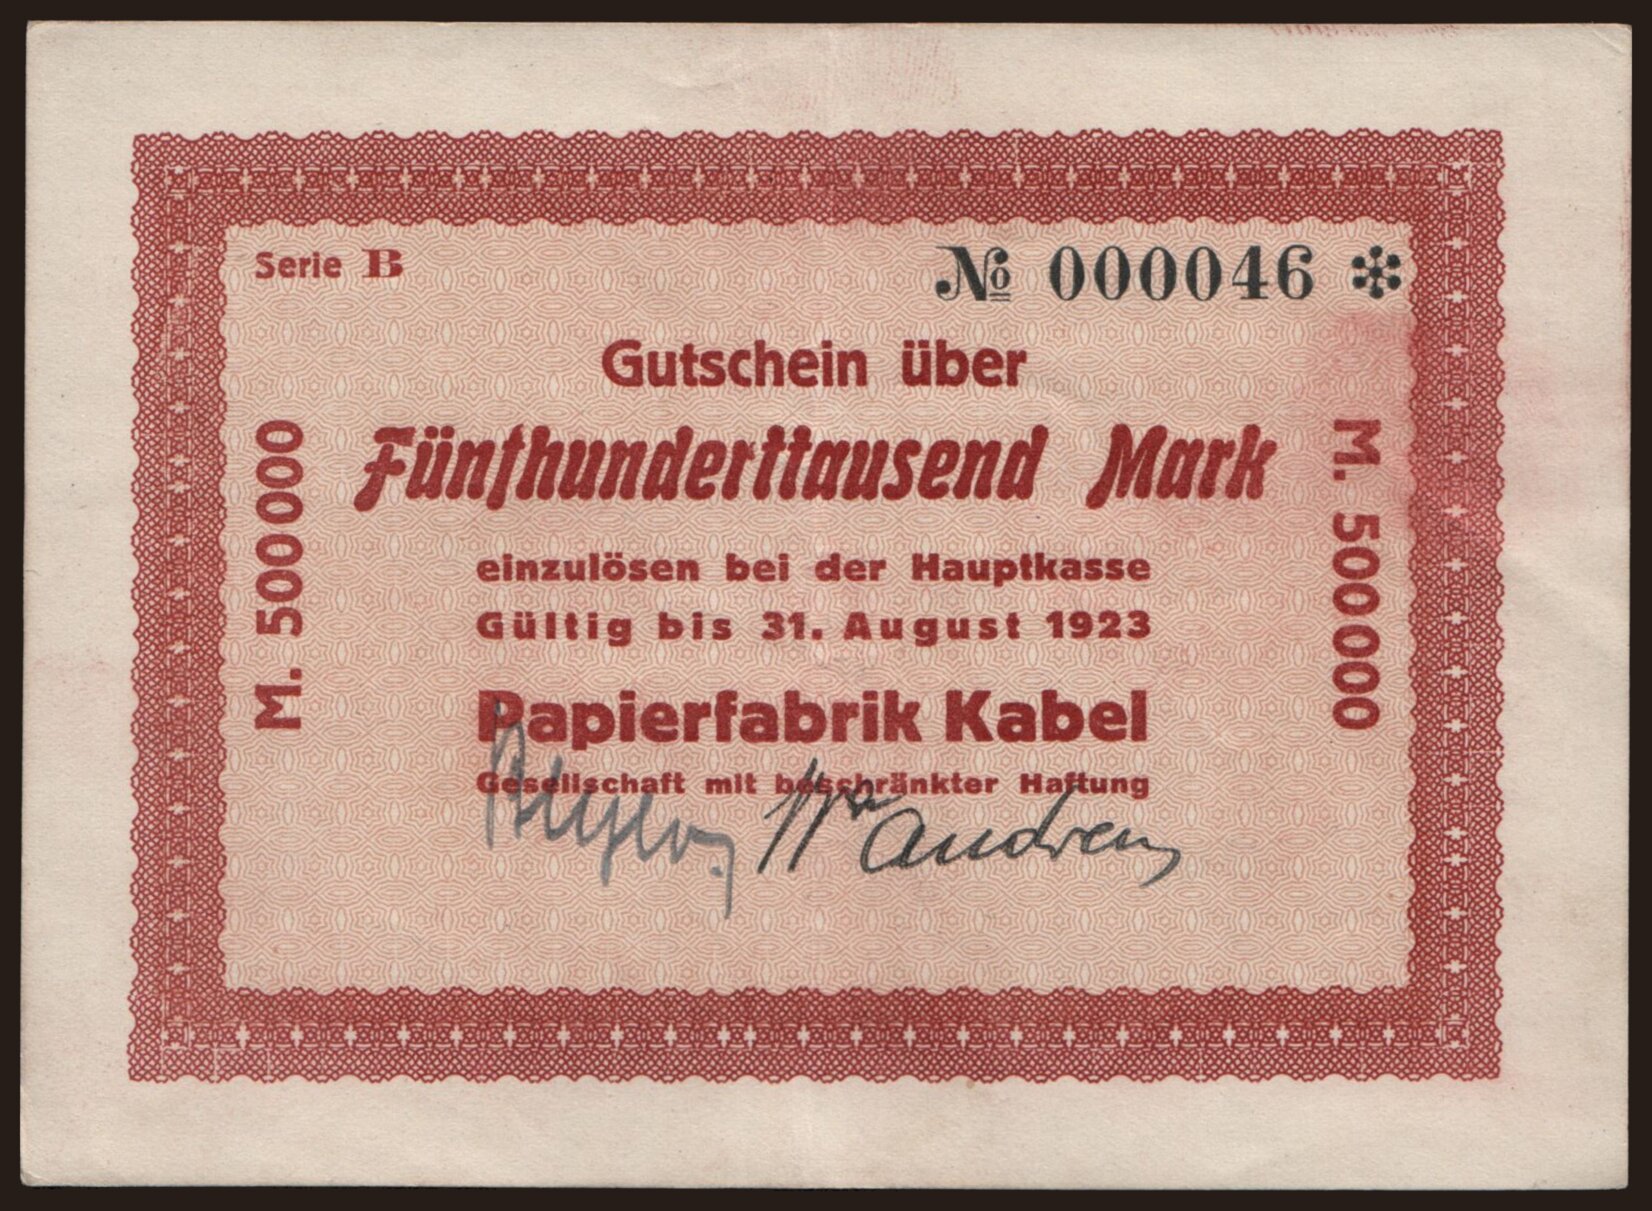 Serie B
№ 000046 *
Gutschein über
Fünfhunderttausend Mark
M. 500000
M. 500000
einzulösen bei der Hauptkasse
Gültig bis 31. August 1923
Papierfabrik Kabel
Gesellschaft mit beschränkter Haftung